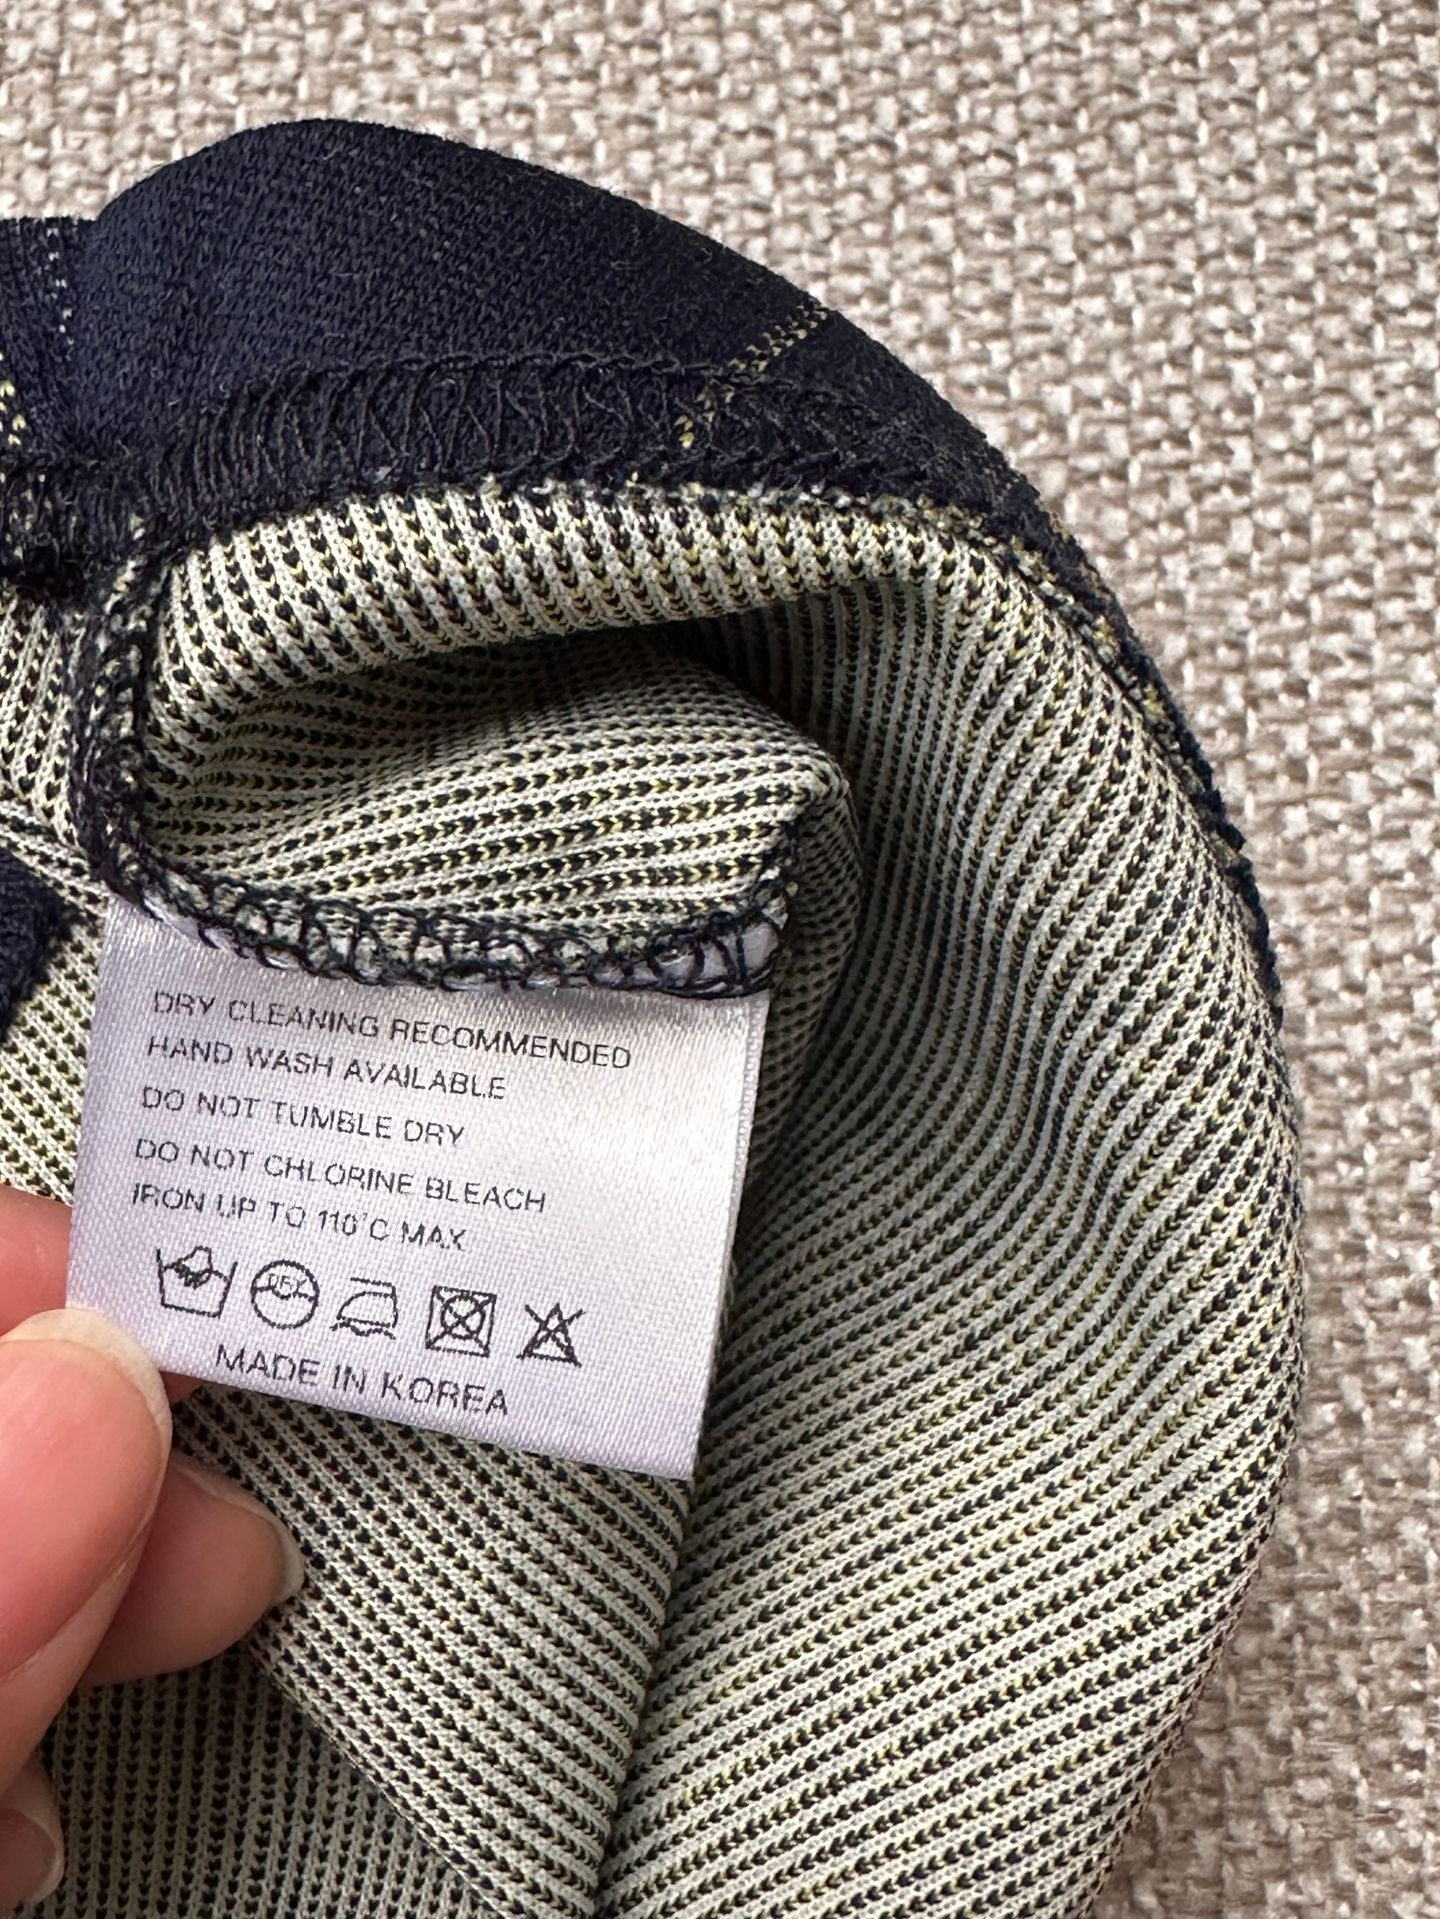 DRY CLEANING RECOMMENDED
HAND WASH AVAILABLE
DO NOT TUMBLE DRY
DO NOT CHLORINE BLEACH
IRON UP TO 110°C MAX
MADE IN KOREA